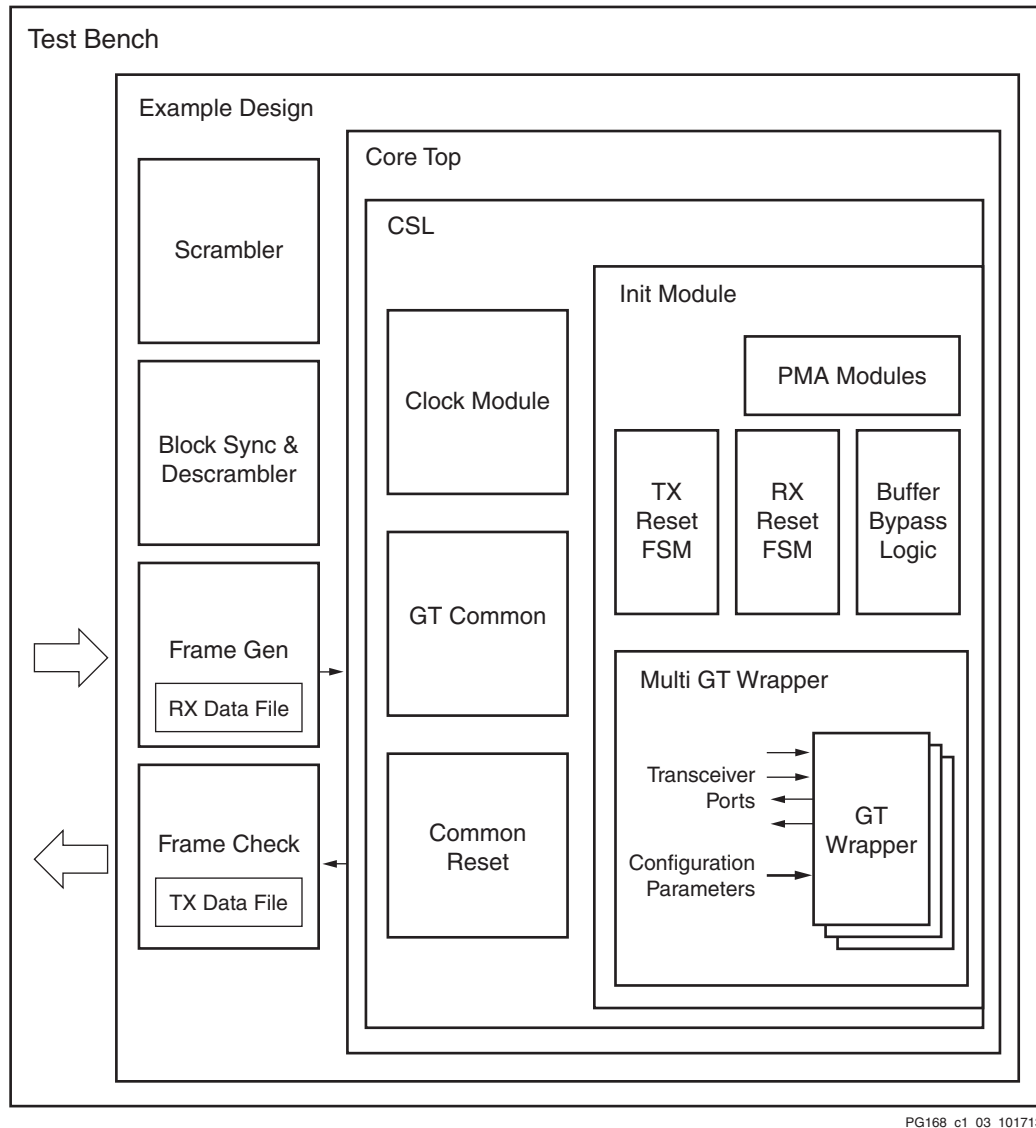 Test Bench
Example Design
Core Top
Scrambler
CSL
Init Module
Clock Module
PMA Modules
Block Sync &
Descrambler
TX
Reset
FSM
RX
Reset
FSM
Buffer
Bypass
Logic
GT Common
Frame Gen
RX Data File
Multi GT Wrapper
Transceiver
Ports
GT
Wrapper
Configuration
Parameters
Common
Reset
Frame Check
TX Data File
PG168_c1_03_101713